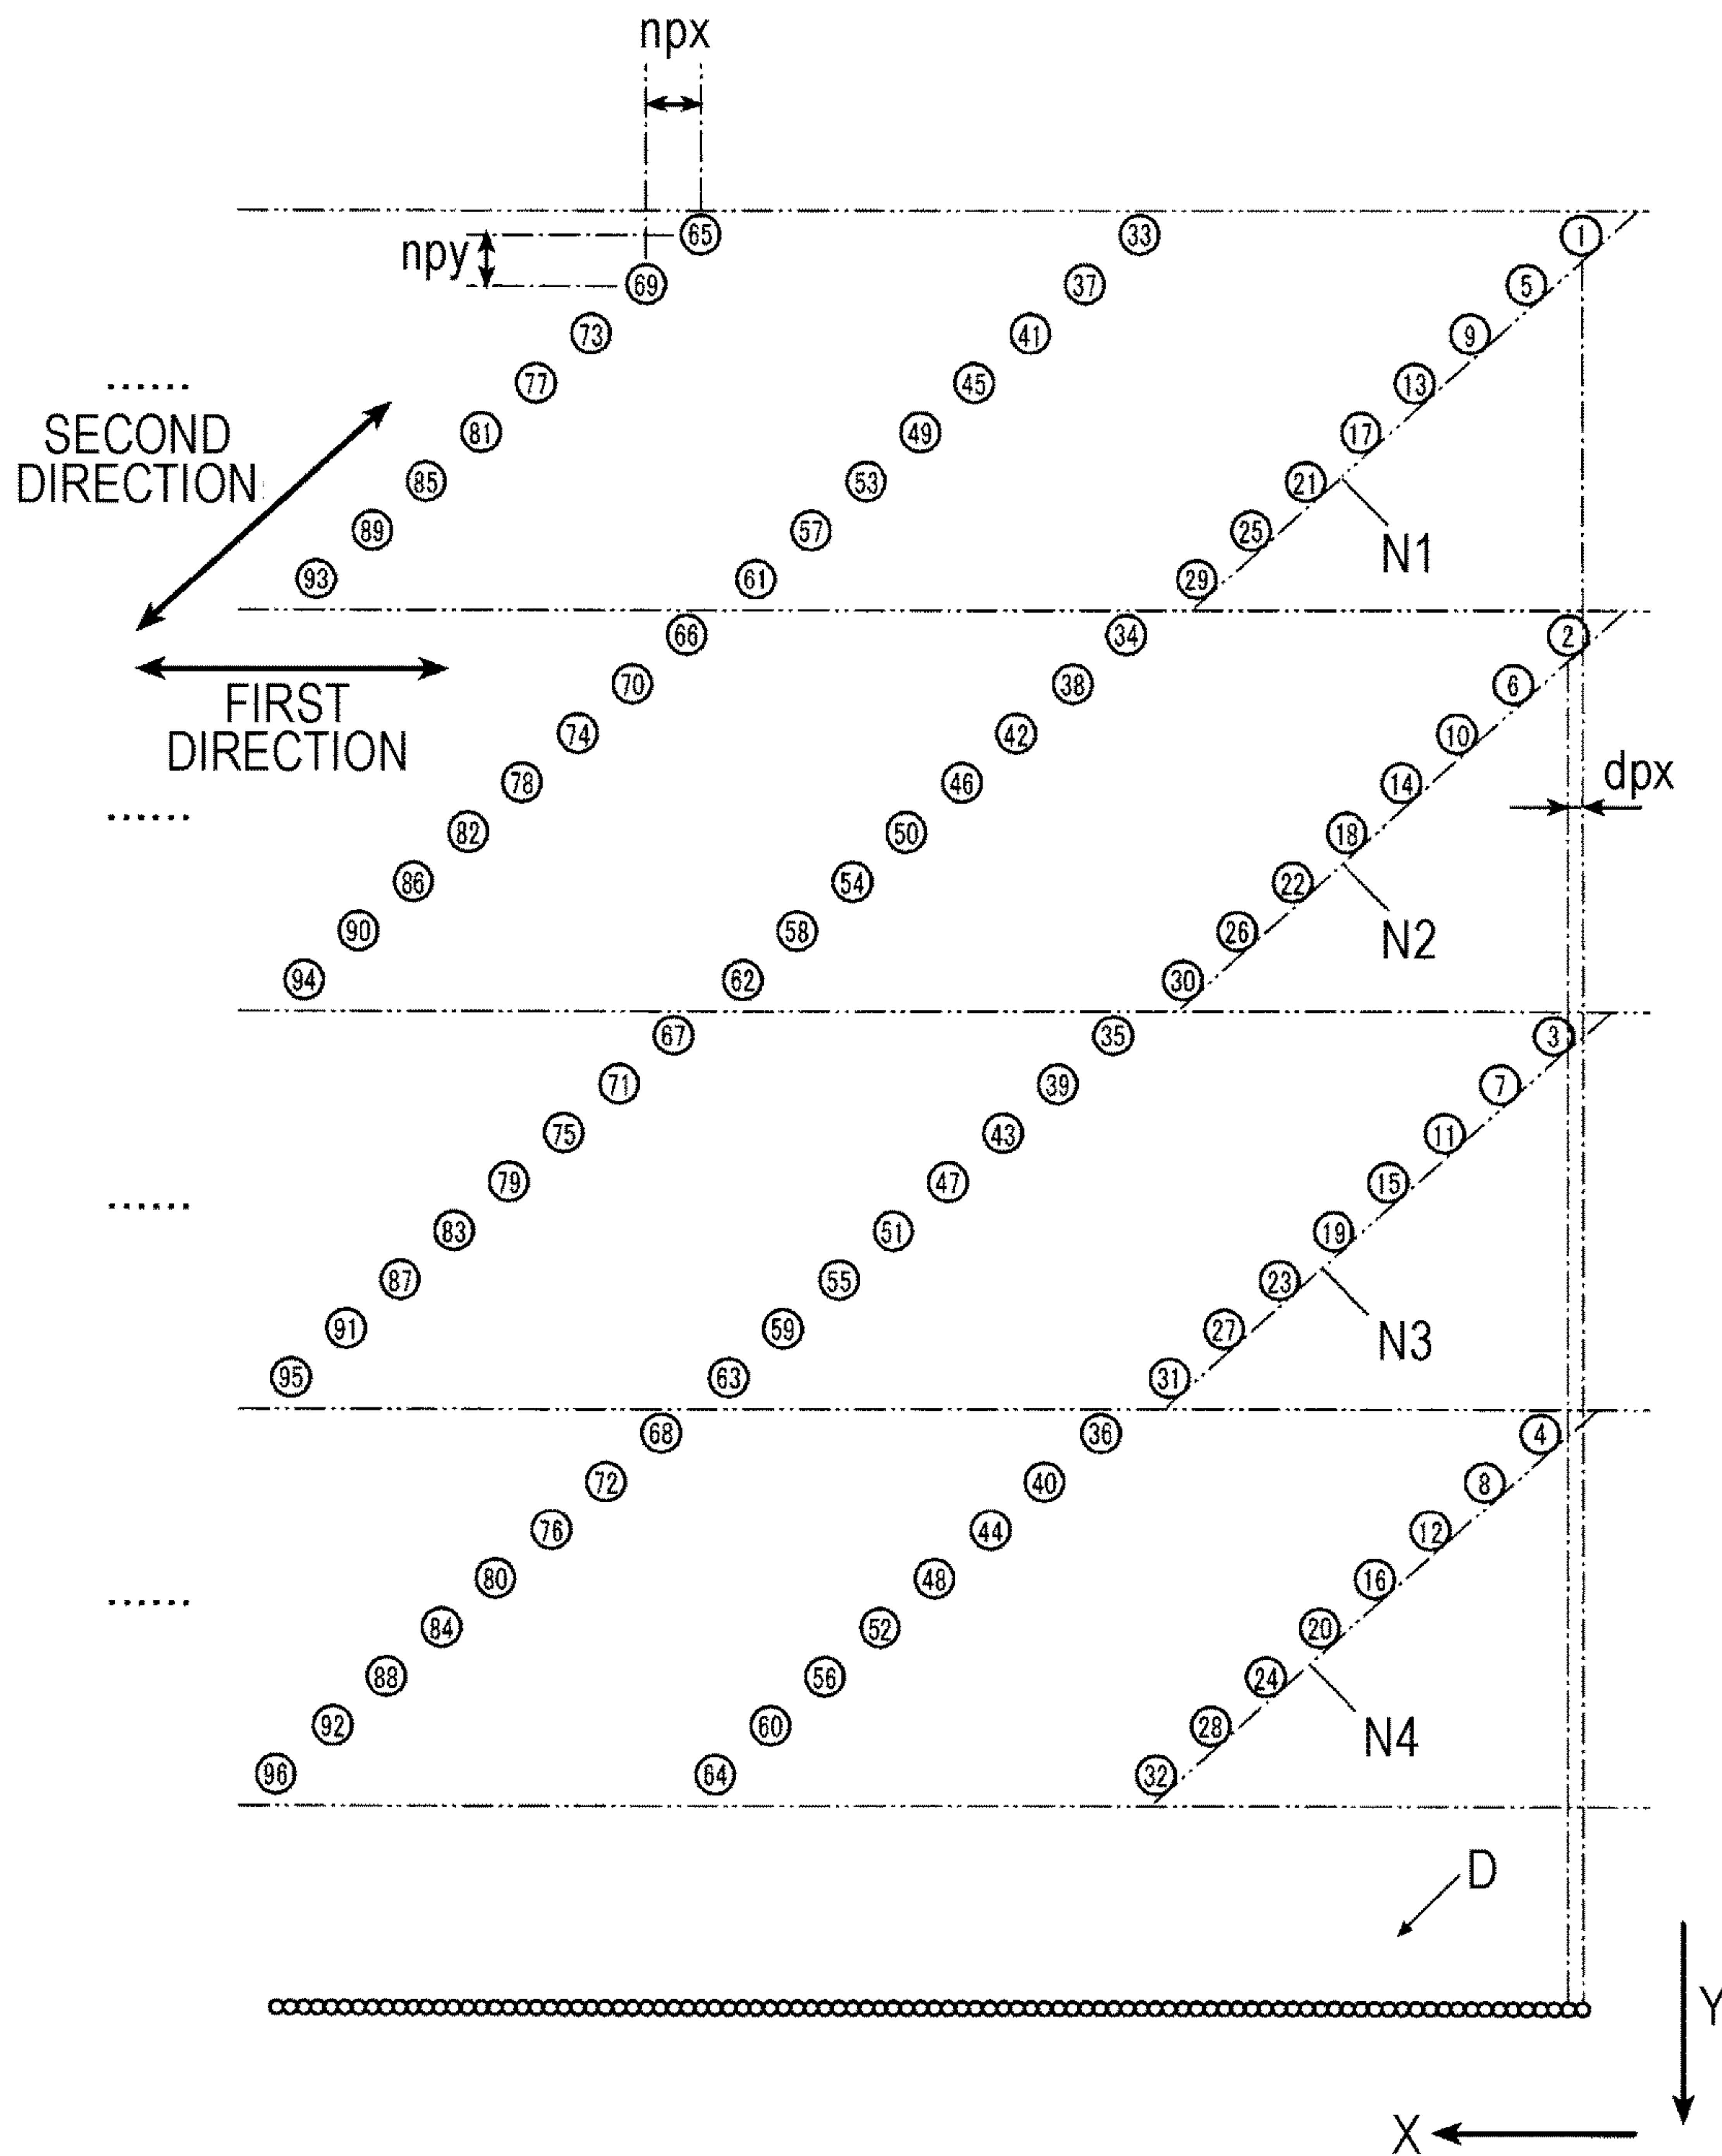 npx
65 33 1
npy
69 37 5
73 41 9
......
77 45 13
SECOND
DIRECTION
81 49 17
85 53 21
89 57 25
N1
93 61 29
66 34 2
FIRST
DIRECTION
70 38 6
74 42 10
dpx
78 46 14
......
82 50 18
86 54 22
90 58 26
N2
94 62 30
67 35 3
71 39 7
75 43 11
79 47 15
......
83 51 19
87 55 23
91 59 27
N3
95 63 31
68 36 4
72 40 8
76 44 12
80 48 16
......
84 52 20
88 56 24
92 60 28
N4
96 64 32
D
Y
X